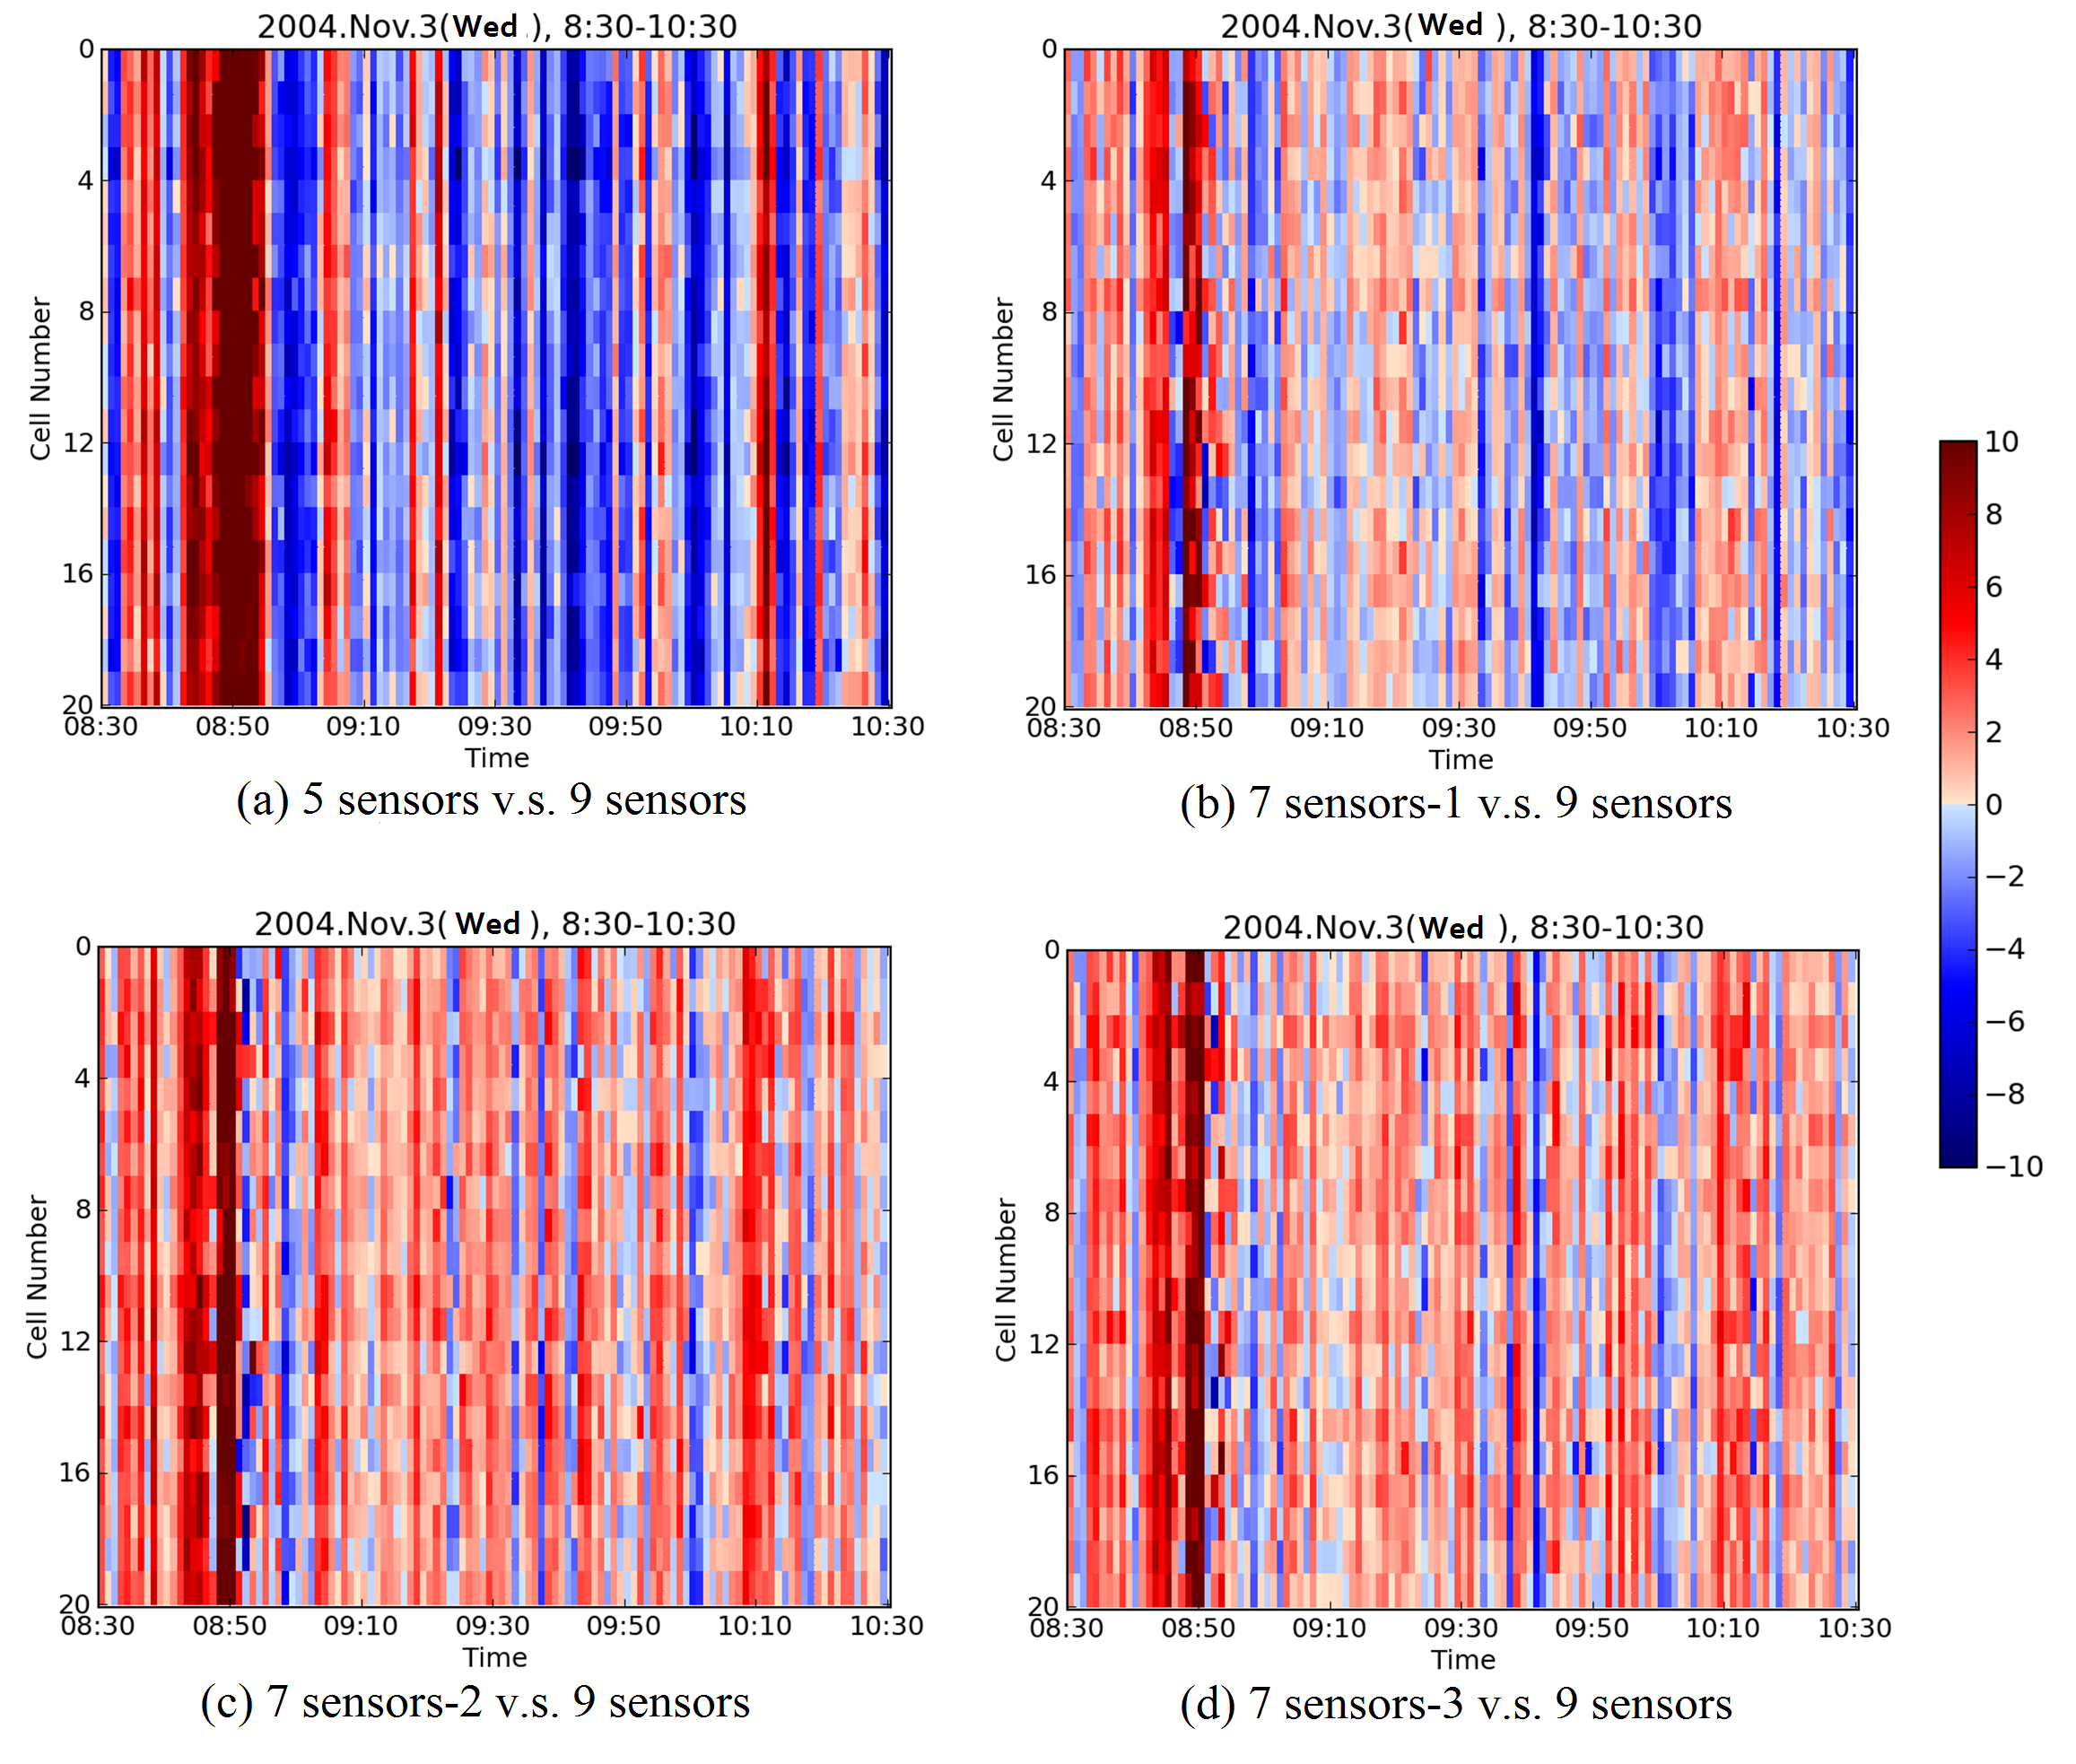 2004.Nov.3(Wed ), 8:30-10:30
0
4
8
12
16
20
Cell Number
08:30 08:50 09:10 09:30 09:50 10:10 10:30
Time
(a) 5 sensors v.s. 9 sensors
2004.Nov.3(Wed ), 8:30-10:30
0
4
8
12
16
20
Cell Number
08:30 08:50 09:10 09:30 09:50 10:10 10:30
Time
(b) 7 sensors-1 v.s. 9 sensors
10
8
6
4
2
0
−2
−4
−6
−8
−10
2004.Nov.3( Wed ), 8:30-10:30
0
4
8
12
16
20
Cell Number
08:30 08:50 09:10 09:30 09:50 10:10 10:30
Time
(c) 7 sensors-2 v.s. 9 sensors
2004.Nov.3(Wed ), 8:30-10:30
0
4
8
12
16
20
Cell Number
08:30 08:50 09:10 09:30 09:50 10:10 10:30
Time
(d) 7 sensors-3 v.s. 9 sensors